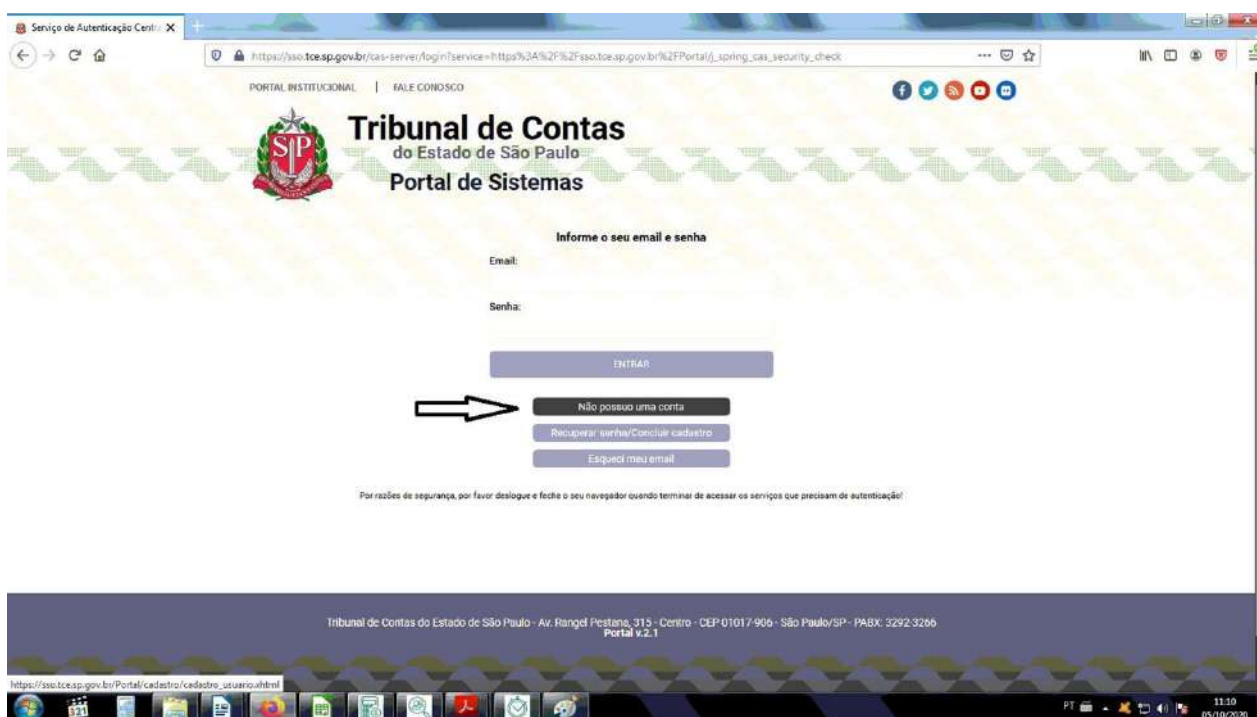 Serviço de Autenticação Centr
https://sso.tce.sp.gov.br/cas-server/login?service=https%3A%2F%2Fsso.tce.sp.gov.br%2FPortal/j_spring_cas_security_check
PORTAL INSTITUCIONAL | FALE CONOSCO
SP
Tribunal de Contas
do Estado de São Paulo
Portal de Sistemas
Informe o seu email e senha
Email:
Senha:
ENTRAR
Não possuo uma conta
Recuperar senha/Concluir cadastro
Esqueci meu email
Por razões de segurança, por favor deslogue e feche o seu navegador quando terminar de acessar os serviços que precisam de autenticação!
Tribunal de Contas do Estado de São Paulo - Av. Rangel Pestana, 315 - Centro - CEP 01017-906 - São Paulo/SP - PABX: 3292-3266
Portal v.2.1
https://sso.tce.sp.gov.br/Portal/cadastro/cadastro_usuario.xhtml
321
PT
11:10
05/10/2020